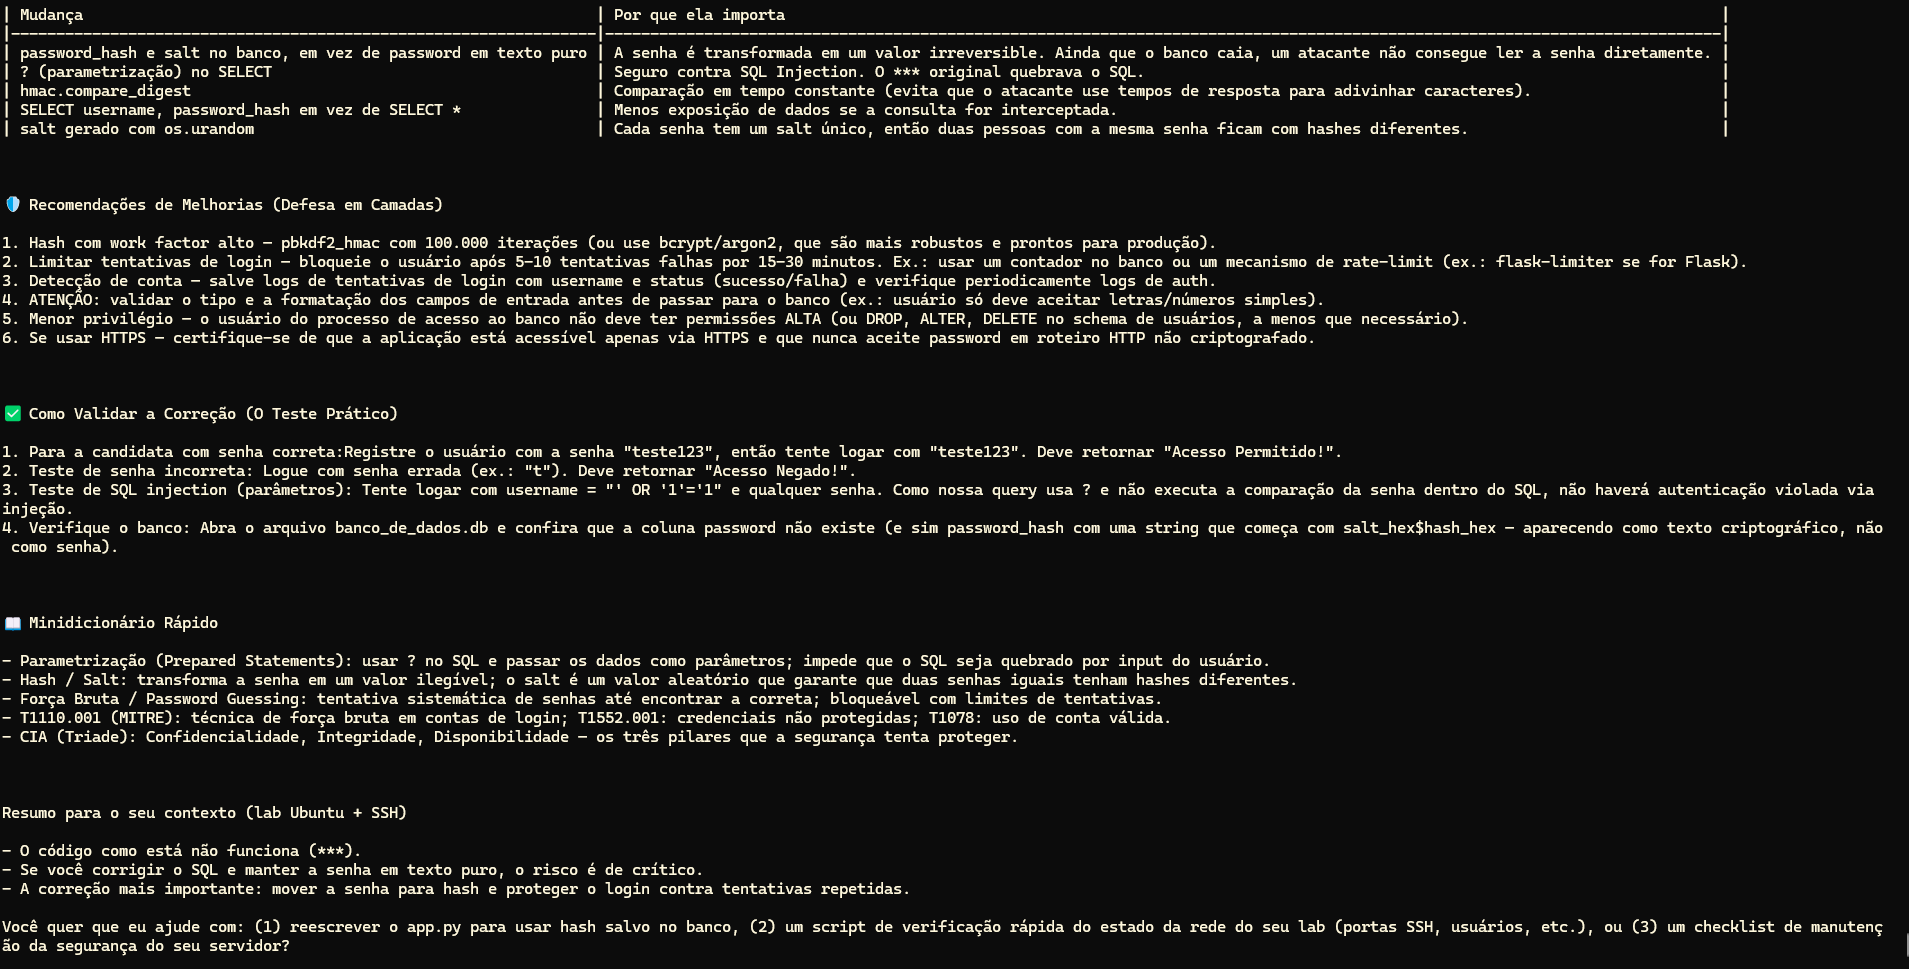 | Mudança | Por que ela importa |
|-----------------------------------------------------------------|----------------------------------------------------------------------------------------------------------------------------|
| password_hash e salt no banco, em vez de password em texto puro | A senha é transformada em um valor irreversible. Ainda que o banco caia, um atacante não consegue ler a senha diretamente. |
| ? (parametrização) no SELECT | Seguro contra SQL Injection. O *** original quebrava o SQL. |
| hmac.compare_digest | Comparação em tempo constante (evita que o atacante use tempos de resposta para adivinhar caracteres). |
| SELECT username, password_hash em vez de SELECT * | Menos exposição de dados se a consulta for interceptada. |
| salt gerado com os.urandom | Cada senha tem um salt único, então duas pessoas com a mesma senha ficam com hashes diferentes. |
🛡️ Recomendações de Melhorias (Defesa em Camadas)
1. Hash com work factor alto — pbkdf2_hmac com 100.000 iterações (ou use bcrypt/argon2, que são mais robustos e prontos para produção).
2. Limitar tentativas de login — bloqueie o usuário após 5-10 tentativas falhas por 15-30 minutos. Ex.: usar um contador no banco ou um mecanismo de rate-limit (ex.: flask-limiter se for Flask).
3. Detecção de conta — salve logs de tentativas de login com username e status (sucesso/falha) e verifique periodicamente logs de auth.
4. ATENÇÃO: validar o tipo e a formatação dos campos de entrada antes de passar para o banco (ex.: usuário só deve aceitar letras/números simples).
5. Menor privilégio — o usuário do processo de acesso ao banco não deve ter permissões ALTA (ou DROP, ALTER, DELETE no schema de usuários, a menos que necessário).
6. Se usar HTTPS — certifique-se de que a aplicação está acessível apenas via HTTPS e que nunca aceite password em roteiro HTTP não criptografado.
✅ Como Validar a Correção (O Teste Prático)
1. Para a candidata com senha correta:Registre o usuário com a senha "teste123", então tente logar com "teste123". Deve retornar "Acesso Permitido!".
2. Teste de senha incorreta: Logue com senha errada (ex.: "t"). Deve retornar "Acesso Negado!".
3. Teste de SQL injection (parâmetros): Tente logar com username = "' OR '1'='1" e qualquer senha. Como nossa query usa ? e não executa a comparação da senha dentro do SQL, não haverá autenticação violada via
injeção.
4. Verifique o banco: Abra o arquivo banco_de_dados.db e confira que a coluna password não existe (e sim password_hash com uma string que começa com salt_hex$hash_hex — aparecendo como texto criptográfico, não
como senha).
📖 Minidicionário Rápido
- Parametrização (Prepared Statements): usar ? no SQL e passar os dados como parâmetros; impede que o SQL seja quebrado por input do usuário.
- Hash / Salt: transforma a senha em um valor ilegível; o salt é um valor aleatório que garante que duas senhas iguais tenham hashes diferentes.
- Força Bruta / Password Guessing: tentativa sistemática de senhas até encontrar a correta; bloqueável com limites de tentativas.
- T1110.001 (MITRE): técnica de força bruta em contas de login; T1552.001: credenciais não protegidas; T1078: uso de conta válida.
- CIA (Triade): Confidencialidade, Integridade, Disponibilidade — os três pilares que a segurança tenta proteger.
Resumo para o seu contexto (lab Ubuntu + SSH)
- O código como está não funciona (***).
- Se você corrigir o SQL e manter a senha em texto puro, o risco é de crítico.
- A correção mais importante: mover a senha para hash e proteger o login contra tentativas repetidas.
Você quer que eu ajude com: (1) reescrever o app.py para usar hash salvo no banco, (2) um script de verificação rápida do estado da rede do seu lab (portas SSH, usuários, etc.), ou (3) um checklist de manutenç
ão da segurança do seu servidor?